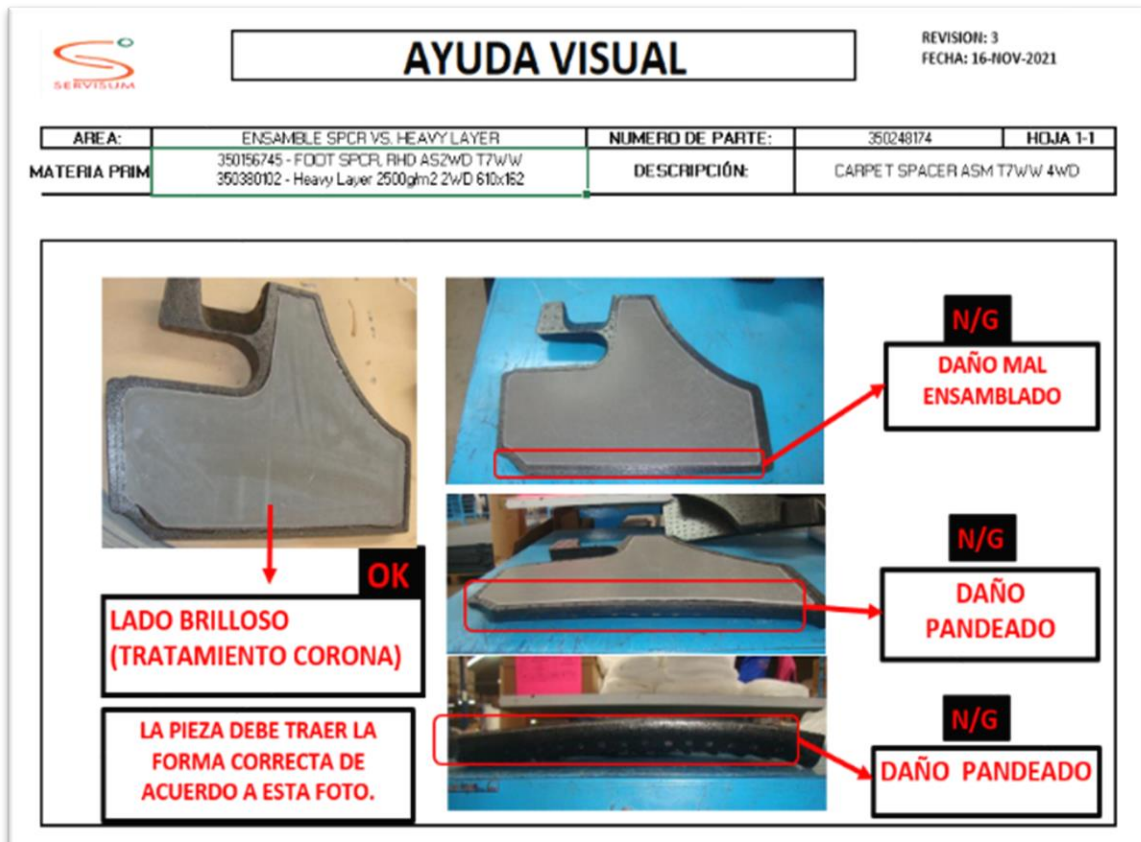 SERVISUM
AYUDA VISUAL
REVISION: 3
FECHA: 16-NOV-2021
AREA:
ENSAMBLE SPCR VS. HEAVY LAYER
NUMERO DE PARTE:
350248174
HOJA 1-1
MATERIA PRIM
350156745 - FOOT SPCR, RHD AS2WD T7WW
350380102 - Heavy Layer 2500g/m2 2WD 610x162
DESCRIPCIÓN:
CARPET SPACER ASM T7WW 4WD
OK
LADO BRILLOSO
(TRATAMIENTO CORONA)
LA PIEZA DEBE TRAER LA
FORMA CORRECTA DE
ACUERDO A ESTA FOTO.
N/G
DAÑO MAL
ENSAMBLADO
N/G
DAÑO
PANDEADO
N/G
DAÑO PANDEADO